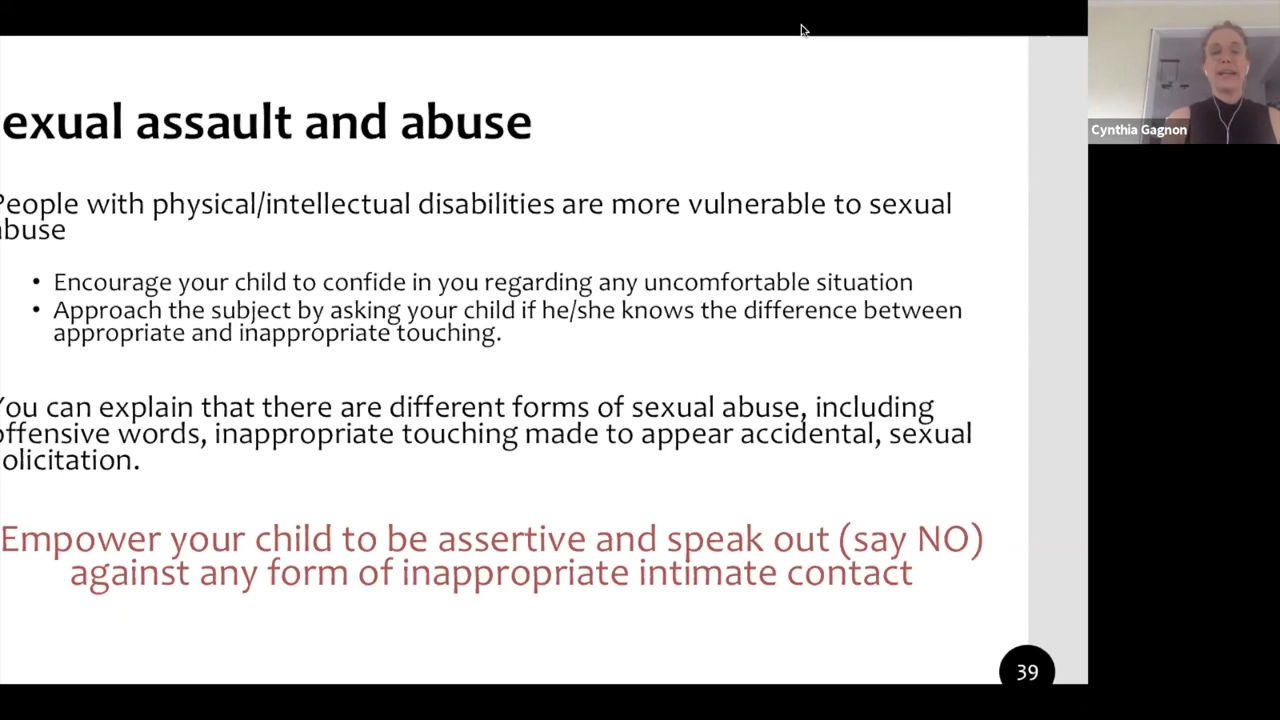 exual assault and abuse
People with physical/intellectual disabilities are more vulnerable to sexual
abuse
• Encourage your child to confide in you regarding any uncomfortable situation
• Approach the subject by asking your child if he/she knows the difference between
appropriate and inappropriate touching.
You can explain that there are different forms of sexual abuse, including
offensive words, inappropriate touching made to appear accidental, sexual
olicitation.
Empower your child to be assertive and speak out (say NO)
against any form of inappropriate intimate contact
39
Cynthia Gagnon